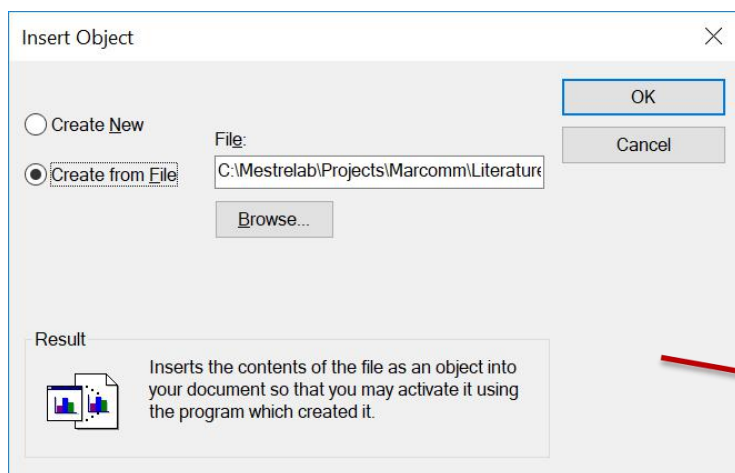 Insert Object
OK
Cancel
Create New
File:
Create from File
C:\Mestrelab\Projects\Marcomm\Literature
Browse...
Result
Inserts the contents of the file as an object into
your document so that you may activate it using
the program which created it.